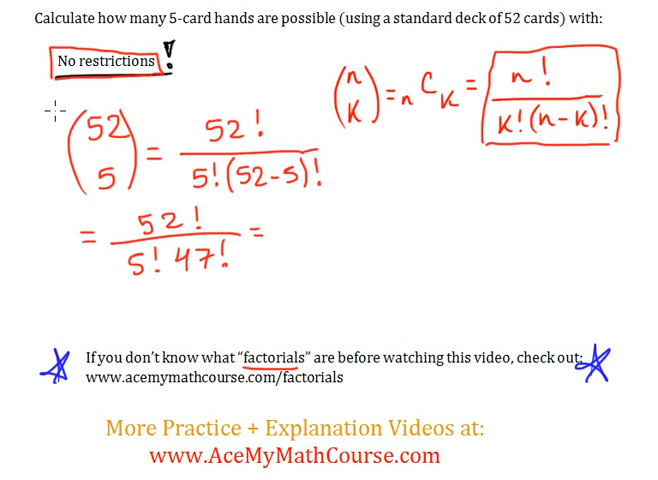 Calculate how many 5-card hands are possible (using a standard deck of 52 cards) with:
No restrictions !
(n K) = n C K = n! / K!(n-K)!
(52 5) = 52! / 5!(52-5)!
= 52! / 5! 47! =
If you don't know what "factorials" are before watching this video, check out:
www.acemymathcourse.com/factorials
More Practice + Explanation Videos at:
www.AceMyMathCourse.com